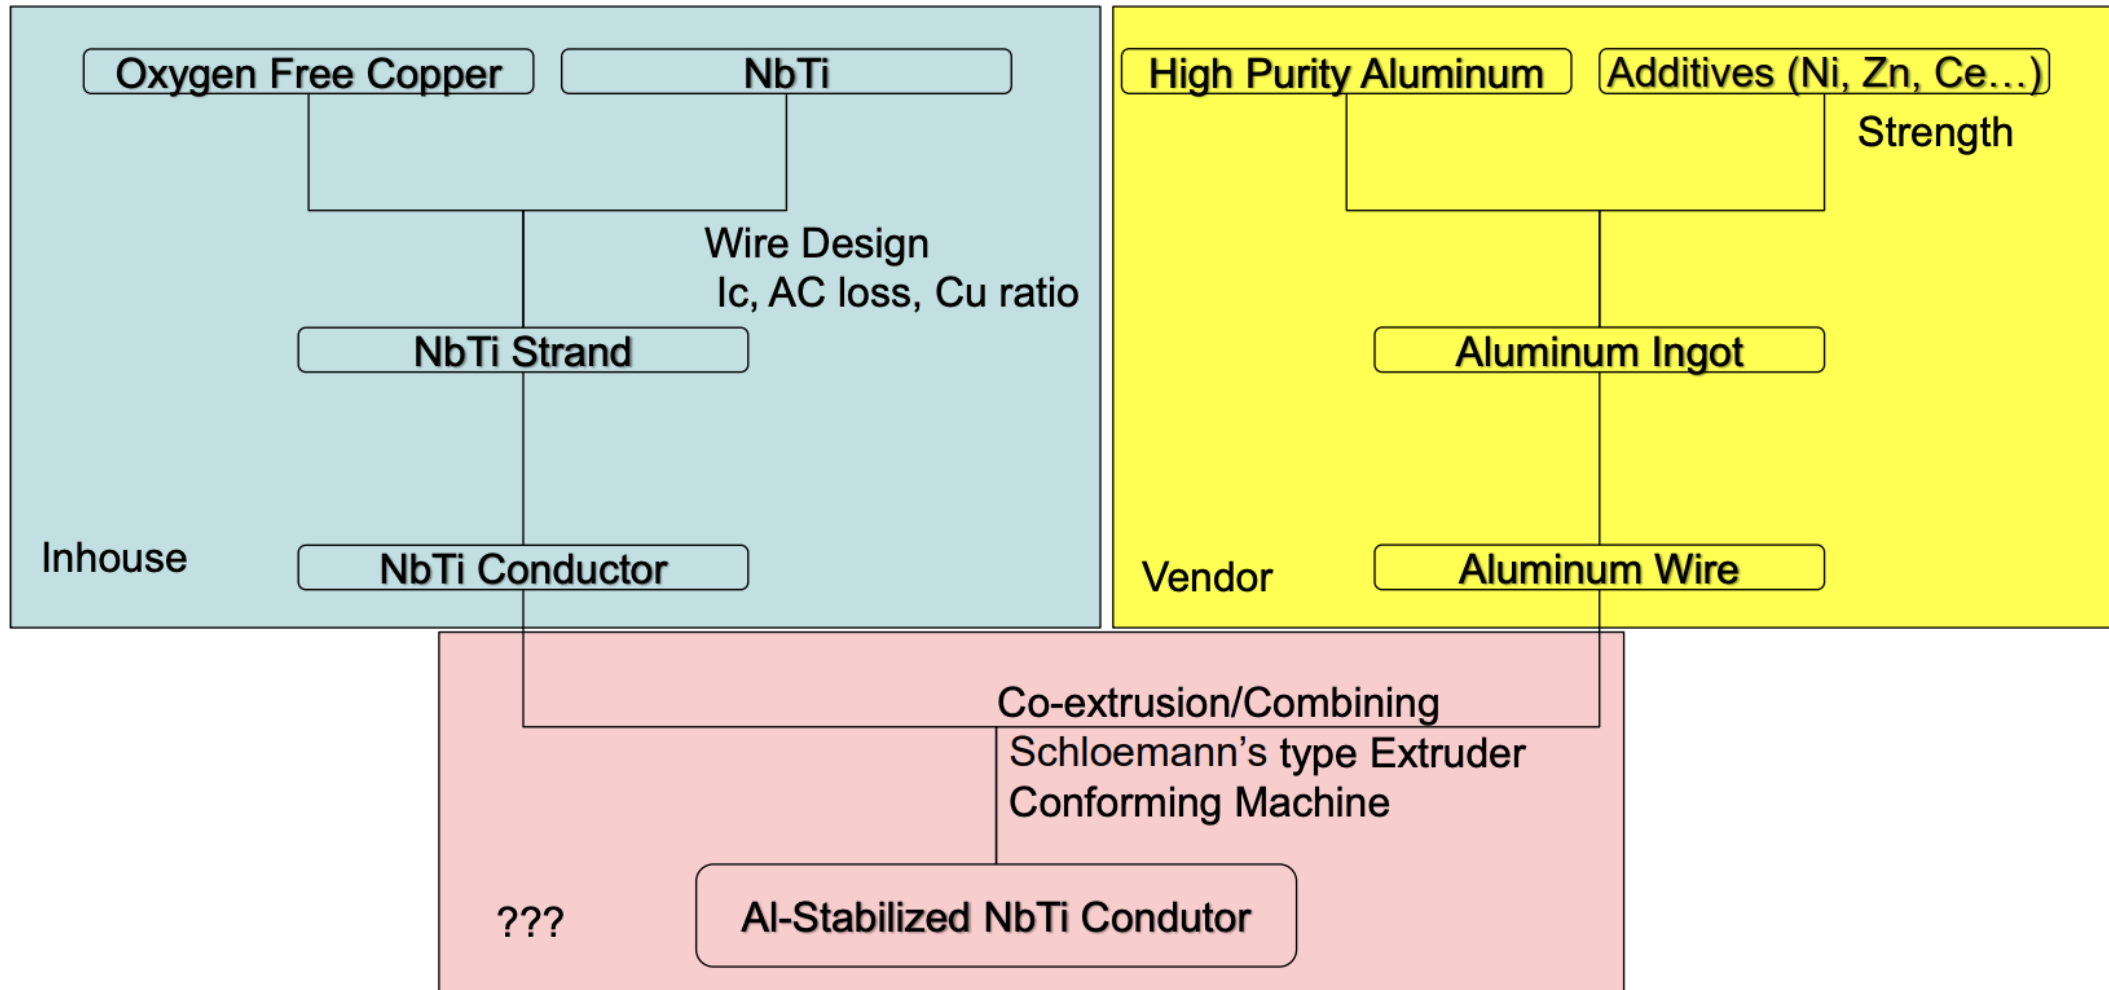 Oxygen Free Copper
NbTi
Wire Design
Ic, AC loss, Cu ratio
NbTi Strand
Inhouse
NbTi Conductor
High Purity Aluminum
Additives (Ni, Zn, Ce…)
Strength
Aluminum Ingot
Vendor
Aluminum Wire
Co-extrusion/Combining
Schloemann’s type Extruder
Conforming Machine
???
Al-Stabilized NbTi Condutor